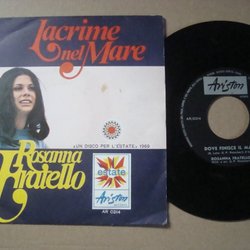 Lacrime
nel Mare
«UN DISCO PER L'ESTATE» 1969
Rosanna
Fratello
estate
Ariston
AR 0314
Ariston
DOVE FINISCE IL MA
ROSANNA FRATELLO